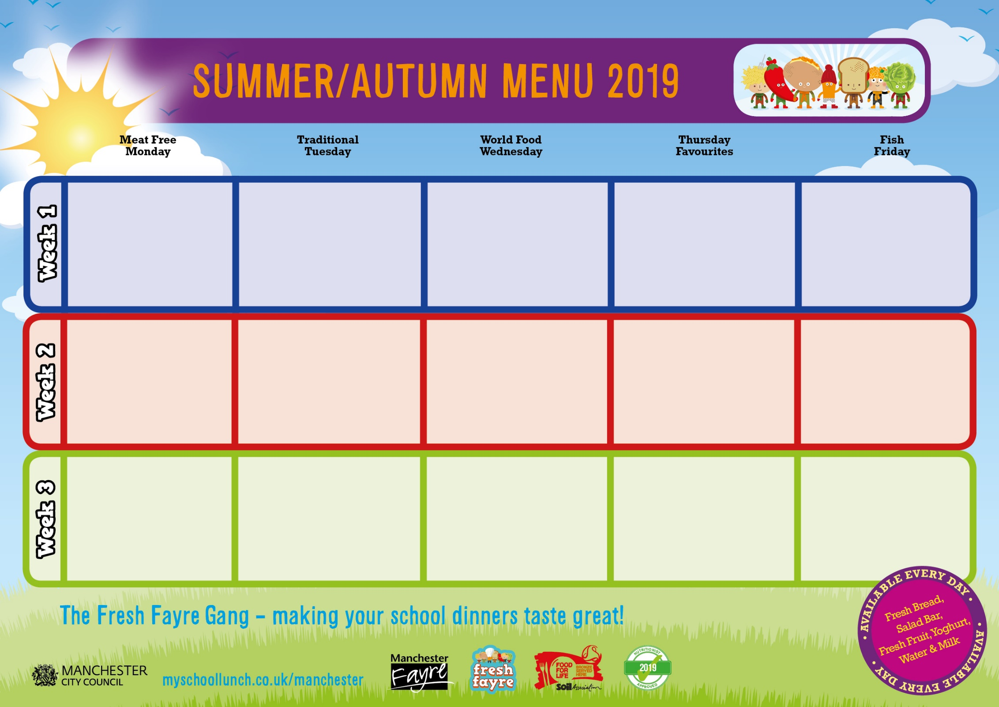 SUMMER/AUTUMN MENU 2019
Meat Free
Monday
Traditional
Tuesday
World Food
Wednesday
Thursday
Favourites
Fish
Friday
Week 1
Week 2
Week 3
The Fresh Fayre Gang – making your school dinners taste great!
• AVAILABLE EVERY DAY •
Fresh Bread,
Salad Bar,
Fresh Fruit, Yoghurt,
Water & Milk
• AVAILABLE EVERY DAY •
MANCHESTER
CITY COUNCIL
myschoollunch.co.uk/manchester
Manchester
Fayre
fresh
fayre
FOOD
FOR
LIFE
BRONZE
SERVED
HERE
Soil Association
NUTRITIONIST
2019
APPROVED